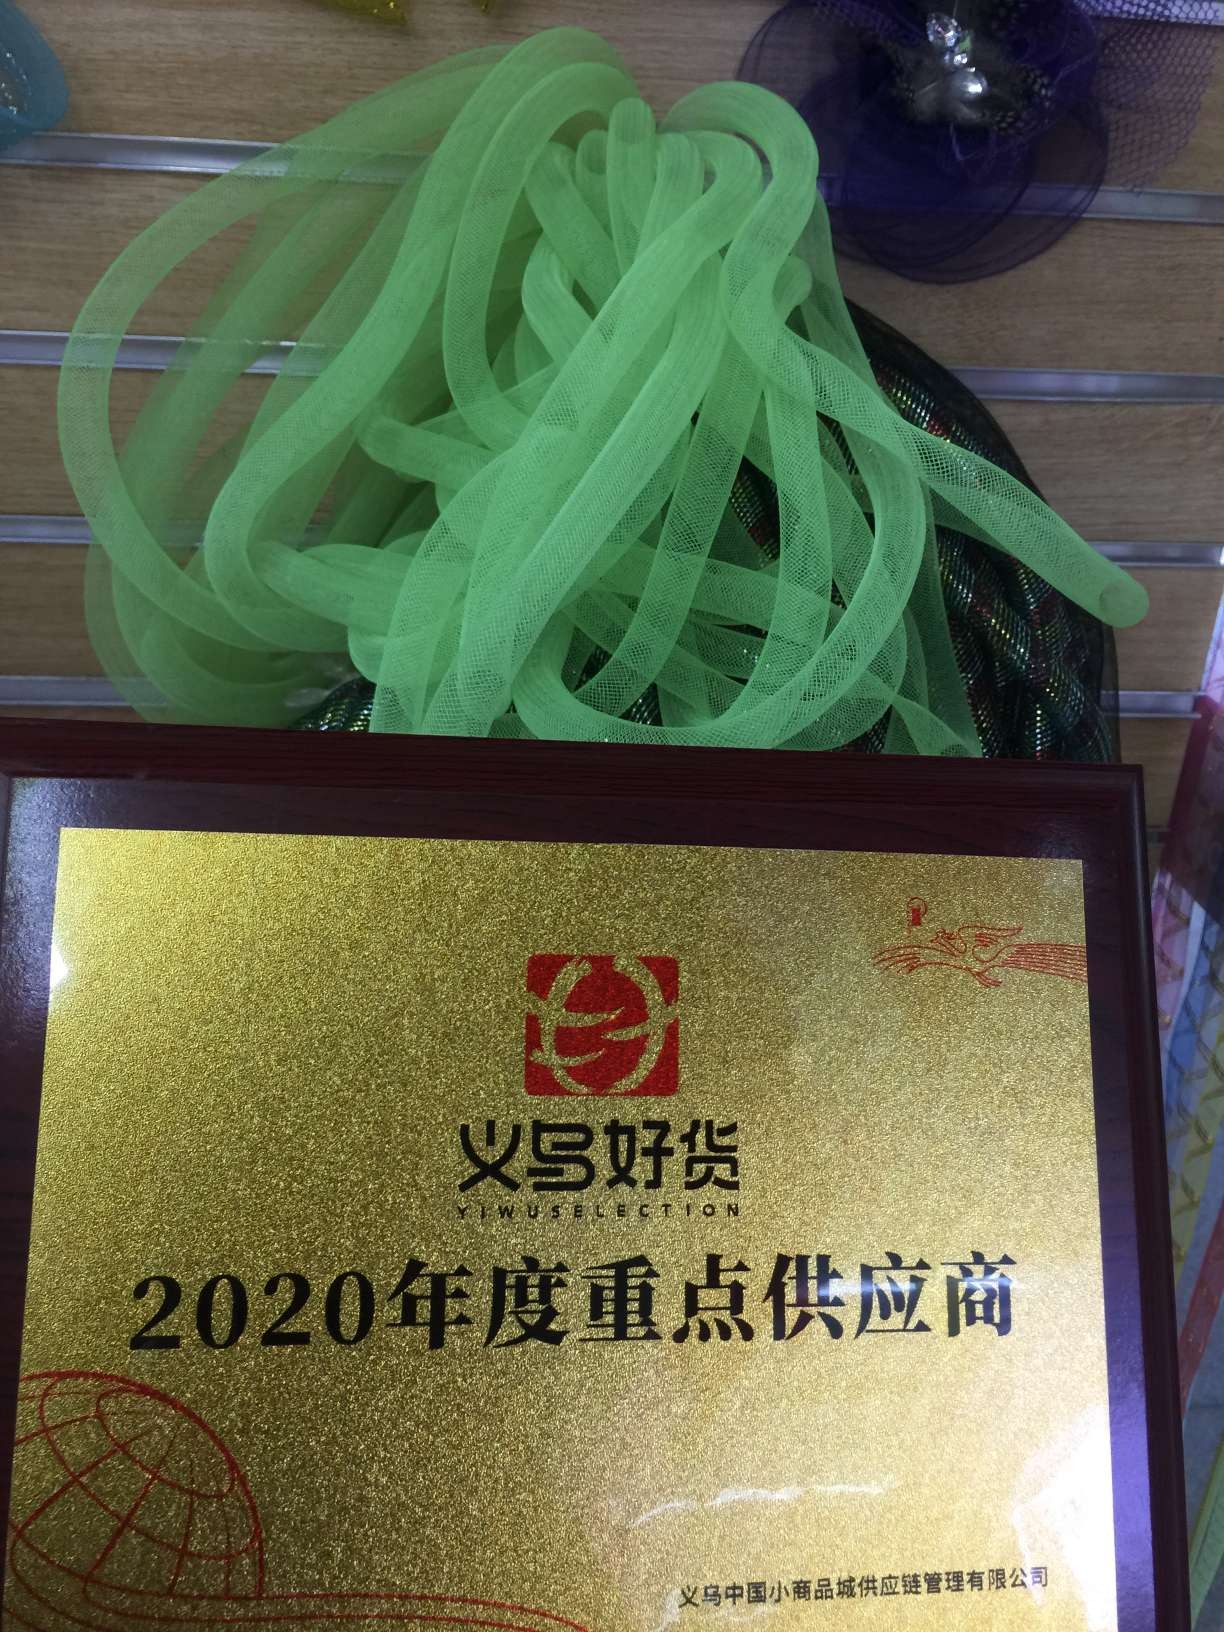 义乌好货
YIWUSELECTION
2020年度重点供应商
义乌中国小商品城供应链管理有限公司